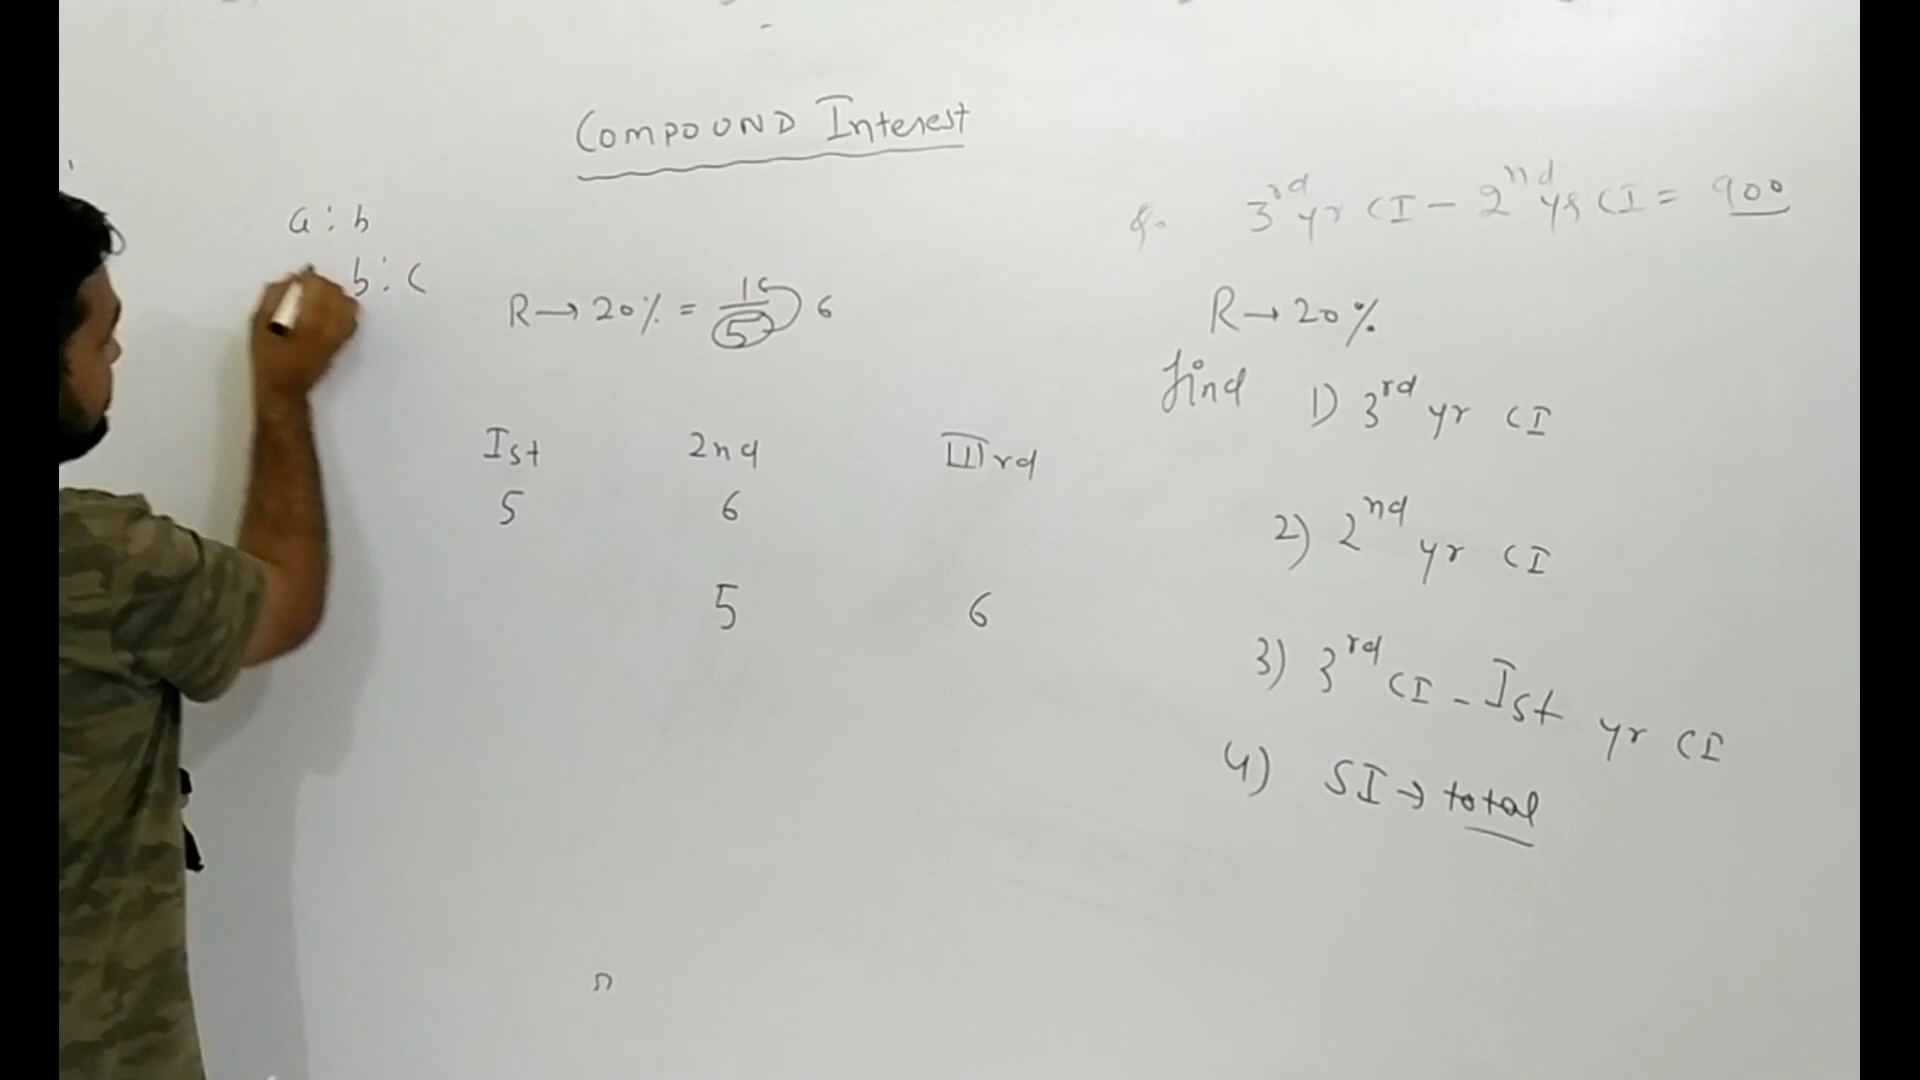 COMPOUND Interest
a : b
b : c
R → 20% = 1/5 6
Ist 2nd IIIrd
5 6
5 6
Q. 3rd yr CI - 2nd yr CI = 900
R → 20%
find 1) 3rd yr CI
2) 2nd yr CI
3) 3rd CI - Ist yr CI
4) SI → total